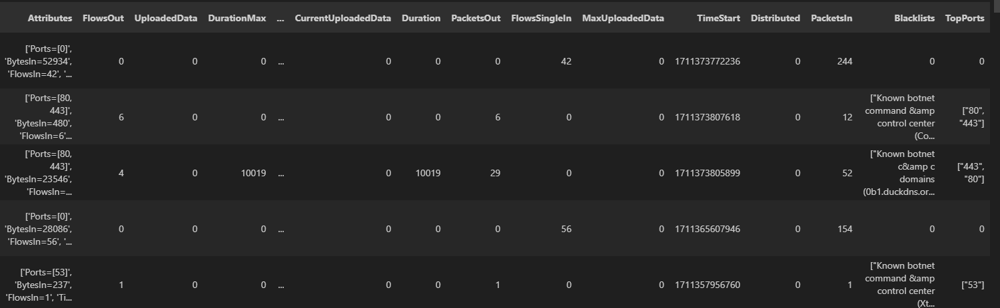 Attributes FlowsOut UploadedData DurationMax ... CurrentUploadedData Duration PacketsOut FlowsSingleIn MaxUploadedData TimeStart Distributed PacketsIn Blacklists TopPorts
['Ports=[0]',
'BytesIn=52934',
'FlowsIn=42', '...
0 0 0 ... 0 0 0 42 0 1711373772236 0 244 0 0
['Ports=[80,
443]',
'BytesIn=480',
'FlowsIn=6'...
6 0 0 ... 0 0 6 0 0 1711373807618 0 12
["Known botnet
command &amp
control center
(Co...
["80",
"443"]
['Ports=[80,
443]',
'BytesIn=23546',
'FlowsIn=...
4 0 10019 ... 0 10019 29 0 0 1711373805899 0 52
["Known botnet
c&amp c
domains
(0b1.duckdns.or...
["443",
"80"]
['Ports=[0]',
'BytesIn=28086',
'FlowsIn=56', '...
0 0 0 ... 0 0 0 56 0 1711365607946 0 154 0 0
['Ports=[53]',
'BytesIn=237',
'FlowsIn=1', 'Ti...
1 0 0 ... 0 0 1 0 0 1711357956760 0 1
["Known botnet
command &amp
control center
(Xt...
["53"]